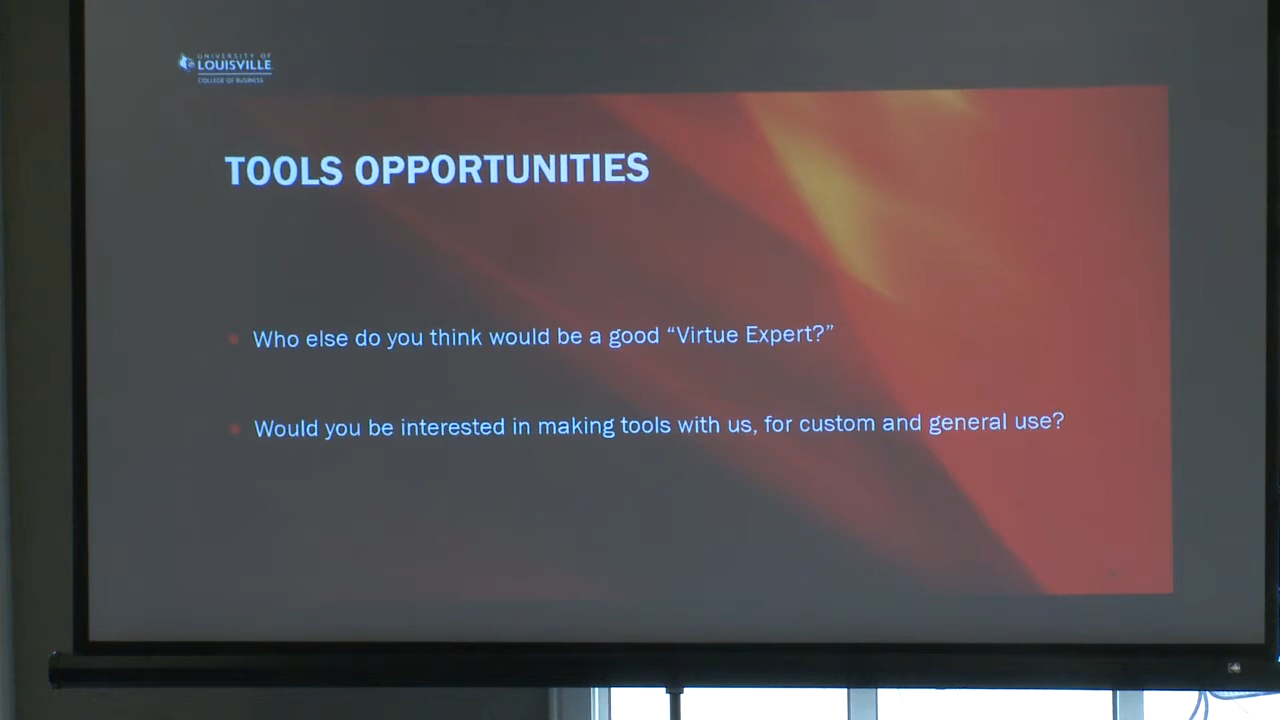 UNIVERSITY OF
LOUISVILLE
COLLEGE OF BUSINESS
TOOLS OPPORTUNITIES
Who else do you think would be a good “Virtue Expert?”
Would you be interested in making tools with us, for custom and general use?